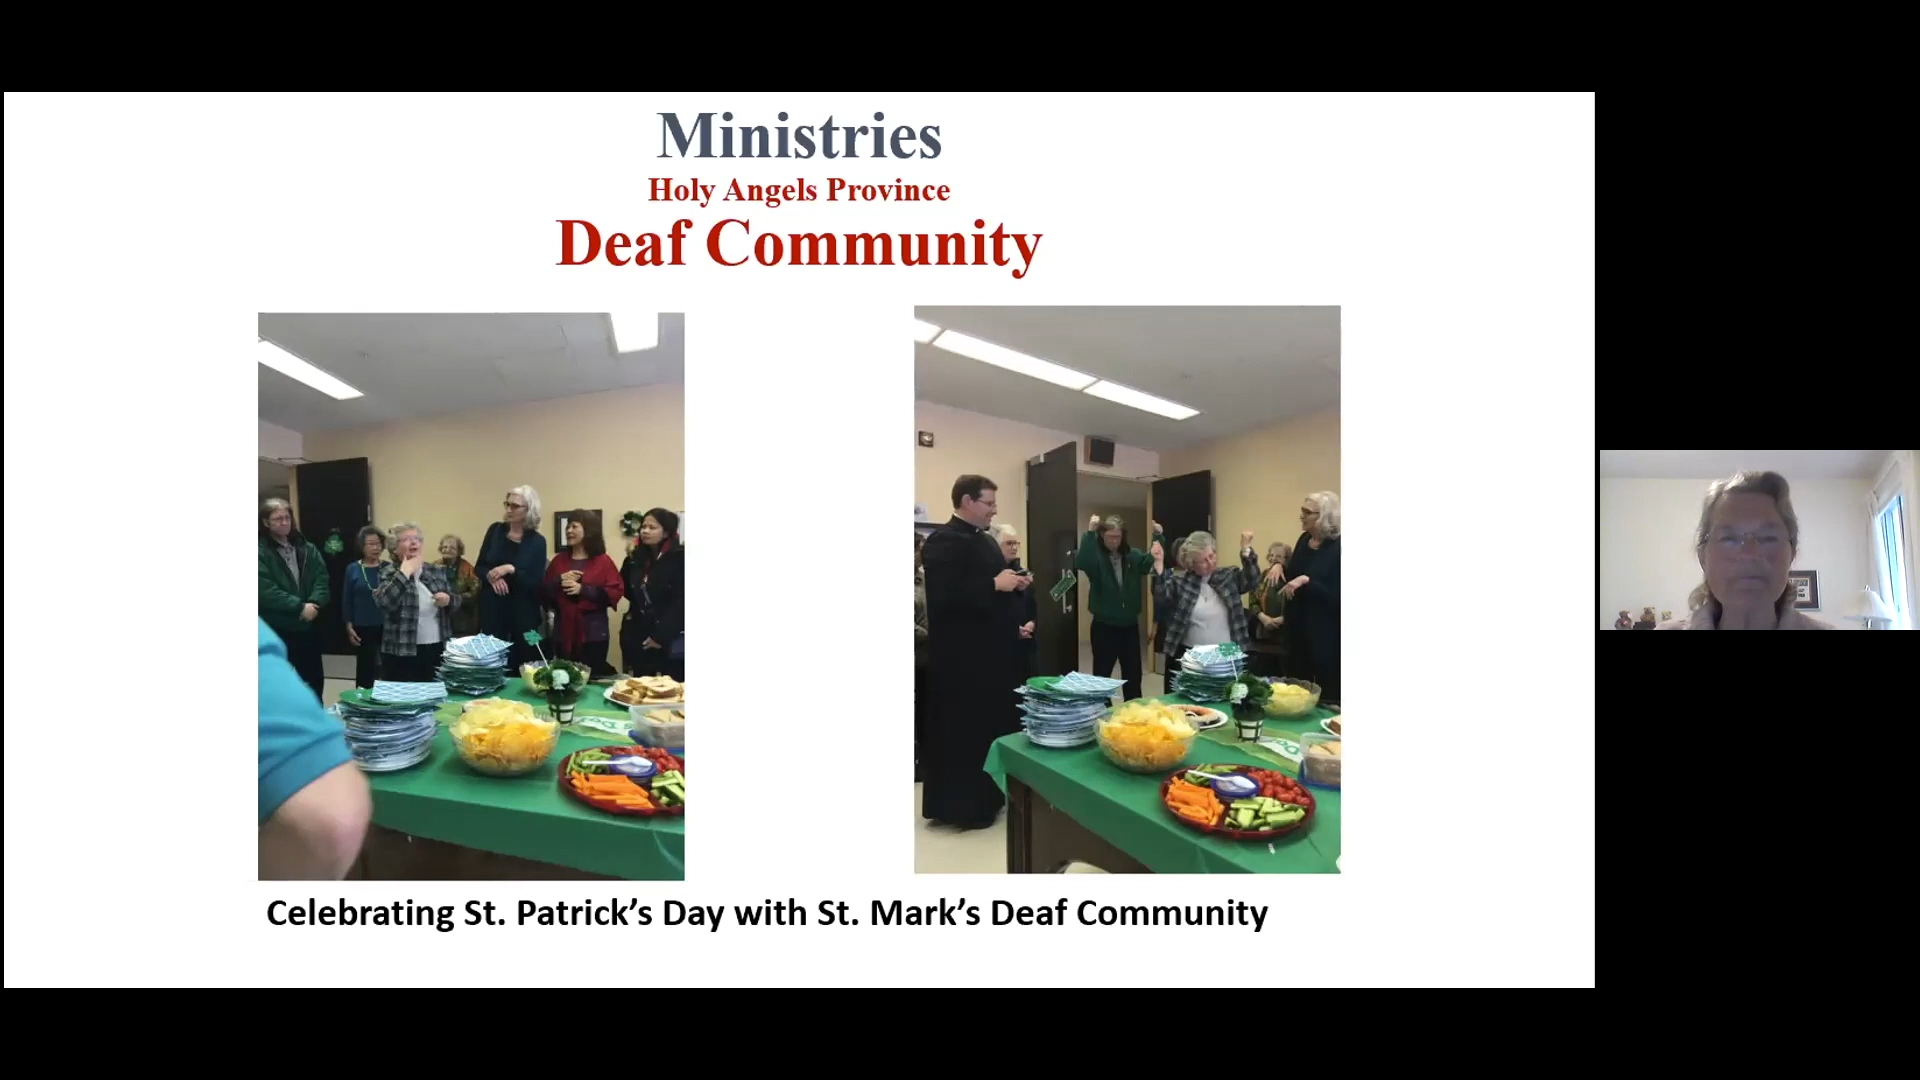 Ministries
Holy Angels Province
Deaf Community
Celebrating St. Patrick’s Day with St. Mark’s Deaf Community